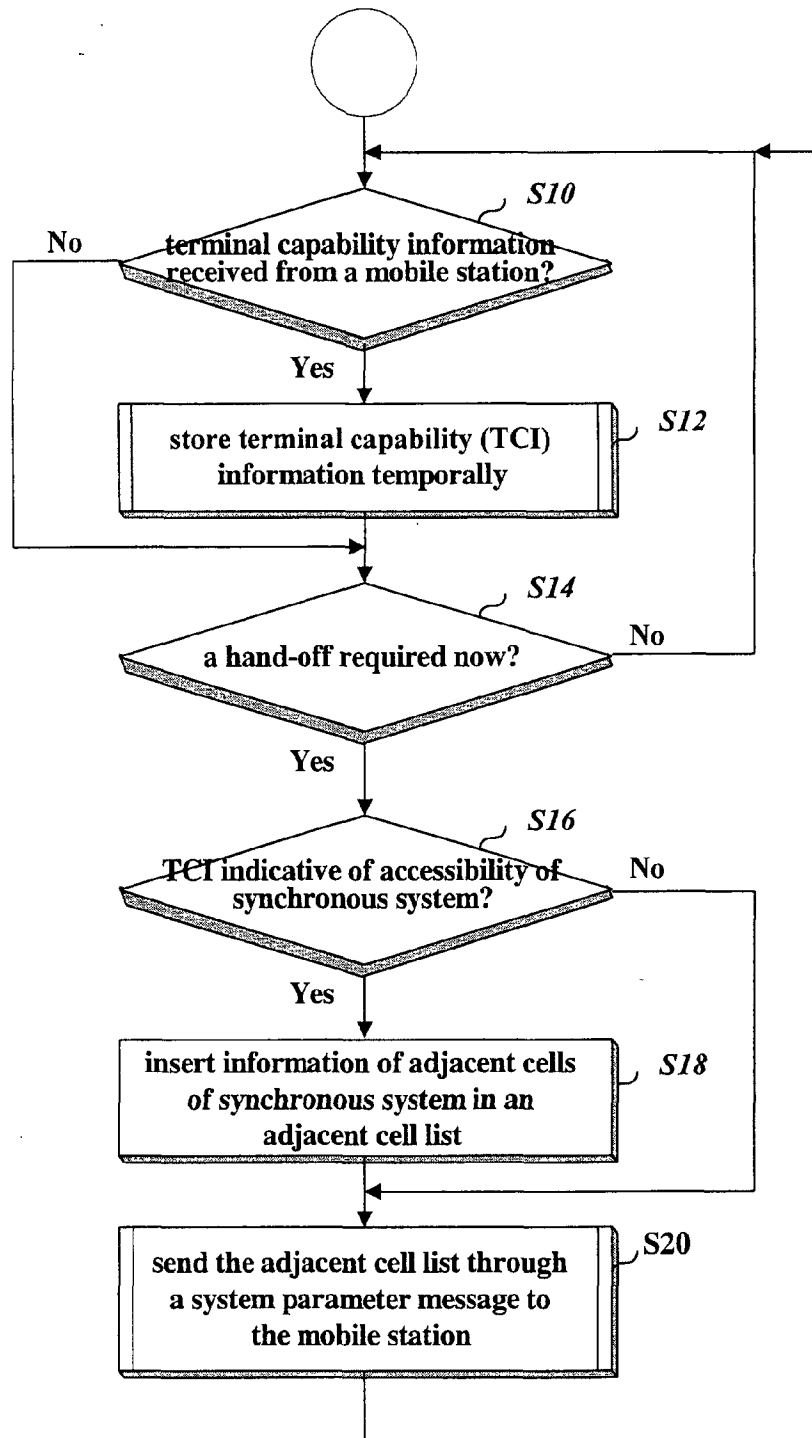 S10
No
terminal capability information
received from a mobile station?
Yes
S12
store terminal capability (TCI)
information temporally
S14
No
a hand-off required now?
Yes
S16
TCI indicative of accessibility of
synchronous system?
No
Yes
insert information of adjacent cells
of synchronous system in an
adjacent cell list
S18
send the adjacent cell list through
a system parameter message to
the mobile station
S20